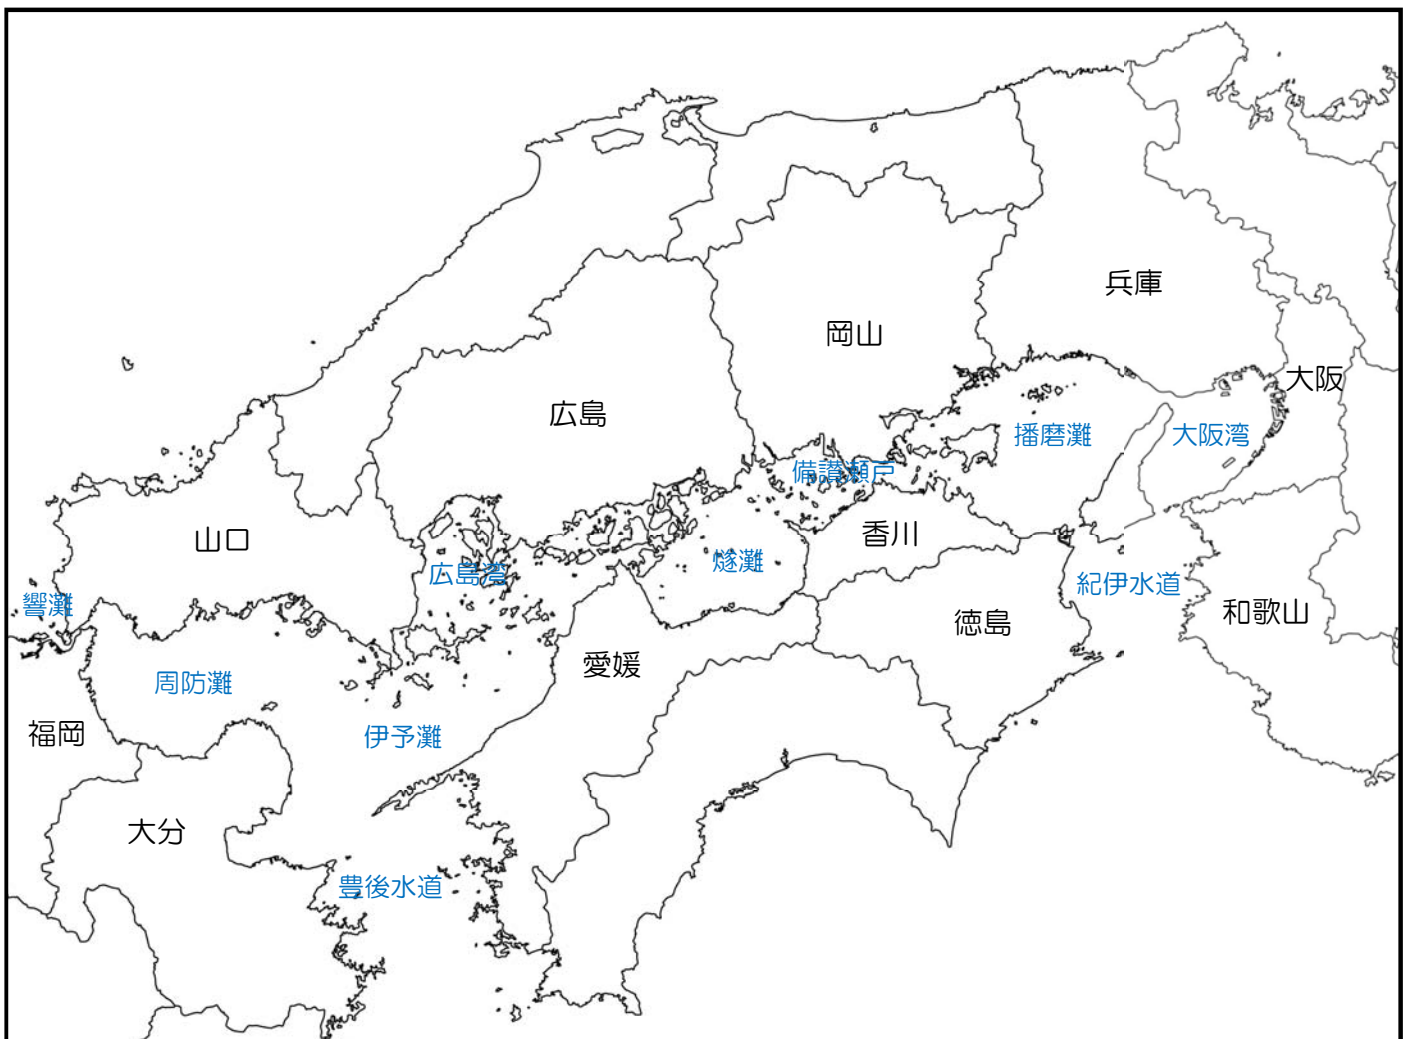 兵庫
岡山
大阪
広島
播磨灘
大阪湾
備讃瀬戸
香川
山口
燧灘
広島湾
紀伊水道
響灘
和歌山
徳島
愛媛
周防灘
福岡
伊予灘
大分
豊後水道